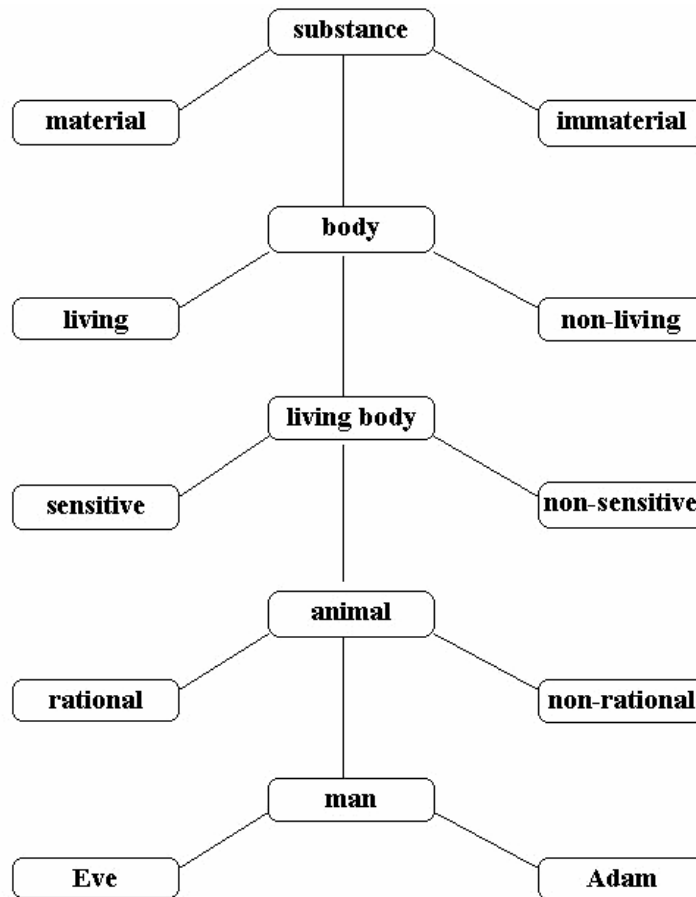 substance
material
immaterial
body
living
non-living
living body
sensitive
non-sensitive
animal
rational
non-rational
man
Eve
Adam